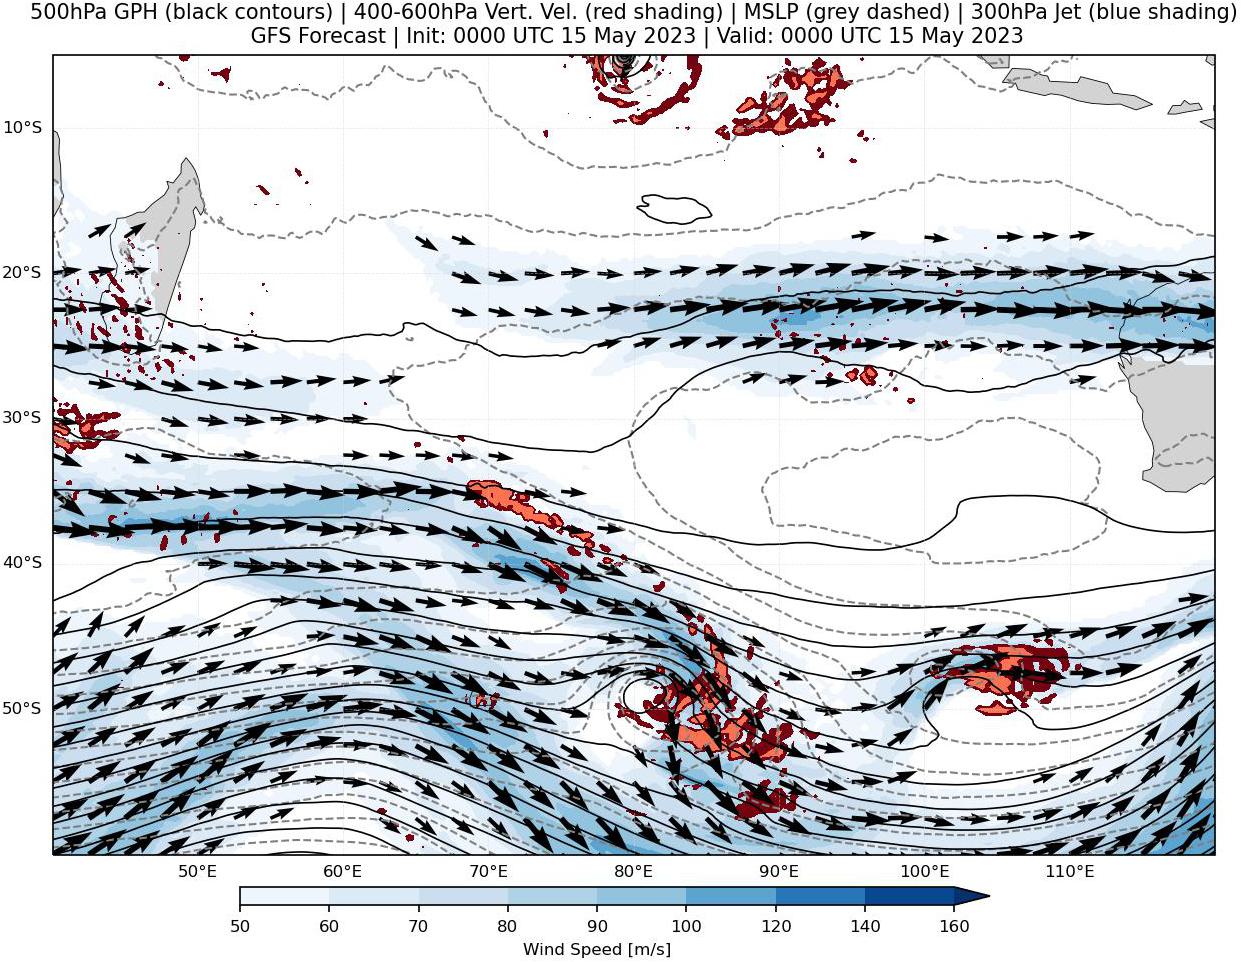 500hPa GPH (black contours) | 400-600hPa Vert. Vel. (red shading) | MSLP (grey dashed) | 300hPa Jet (blue shading)
GFS Forecast | Init: 0000 UTC 15 May 2023 | Valid: 0000 UTC 15 May 2023
10°S
20°S
30°S
40°S
50°S
50°E 60°E 70°E 80°E 90°E 100°E 110°E
50 60 70 80 90 100 120 140 160
Wind Speed [m/s]